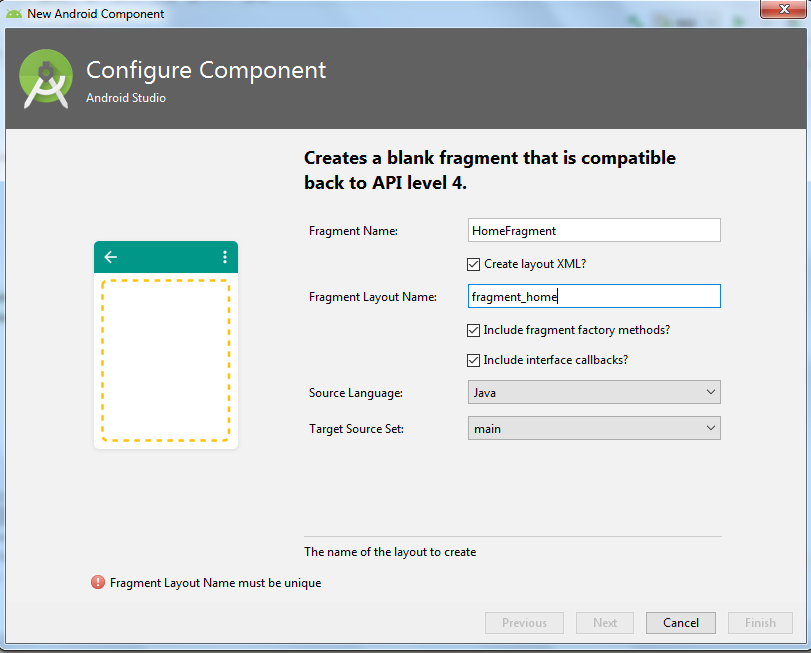 New Android Component
Configure Component
Android Studio
Creates a blank fragment that is compatible
back to API level 4.
Fragment Name:
HomeFragment
Create layout XML?
Fragment Layout Name:
fragment_home
Include fragment factory methods?
Include interface callbacks?
Source Language:
Java
Target Source Set:
main
The name of the layout to create
Fragment Layout Name must be unique
Previous
Next
Cancel
Finish